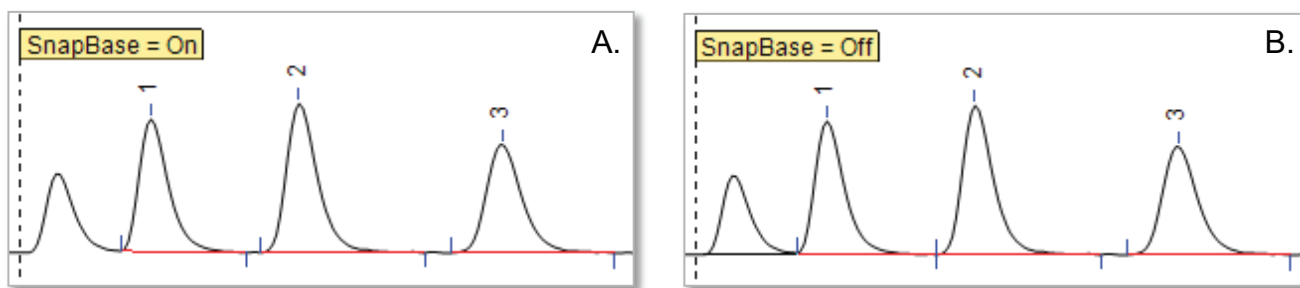 SnapBase = On
A.
1
2
3
SnapBase = Off
B.
1
2
3